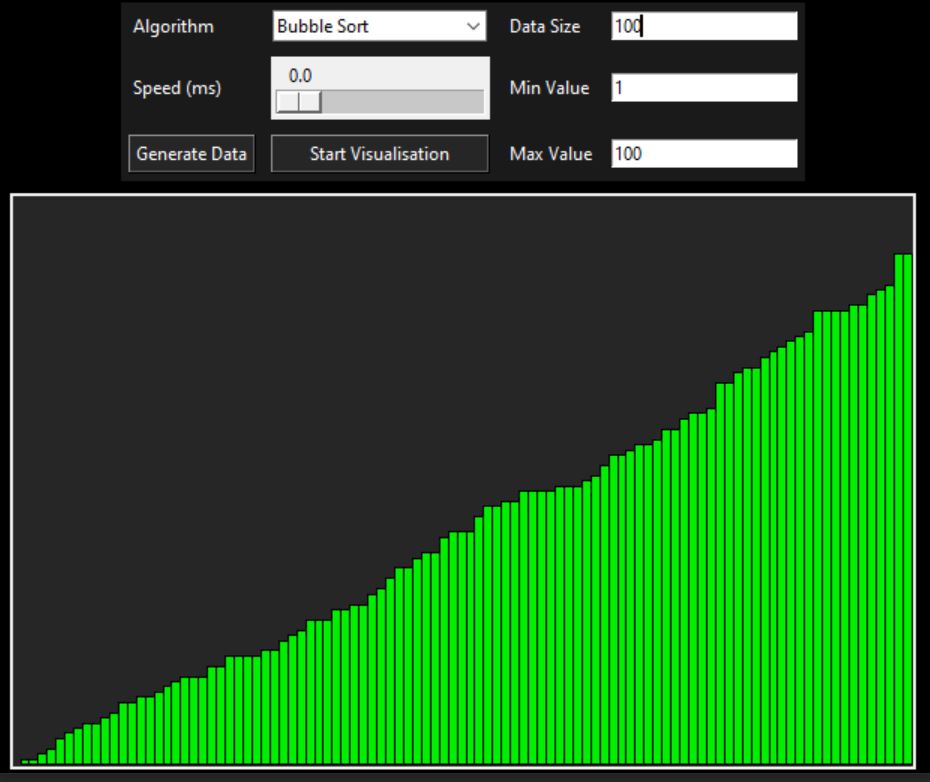 Algorithm Bubble Sort Data Size 100
0.0
Speed (ms) Min Value 1
Generate Data Start Visualisation Max Value 100